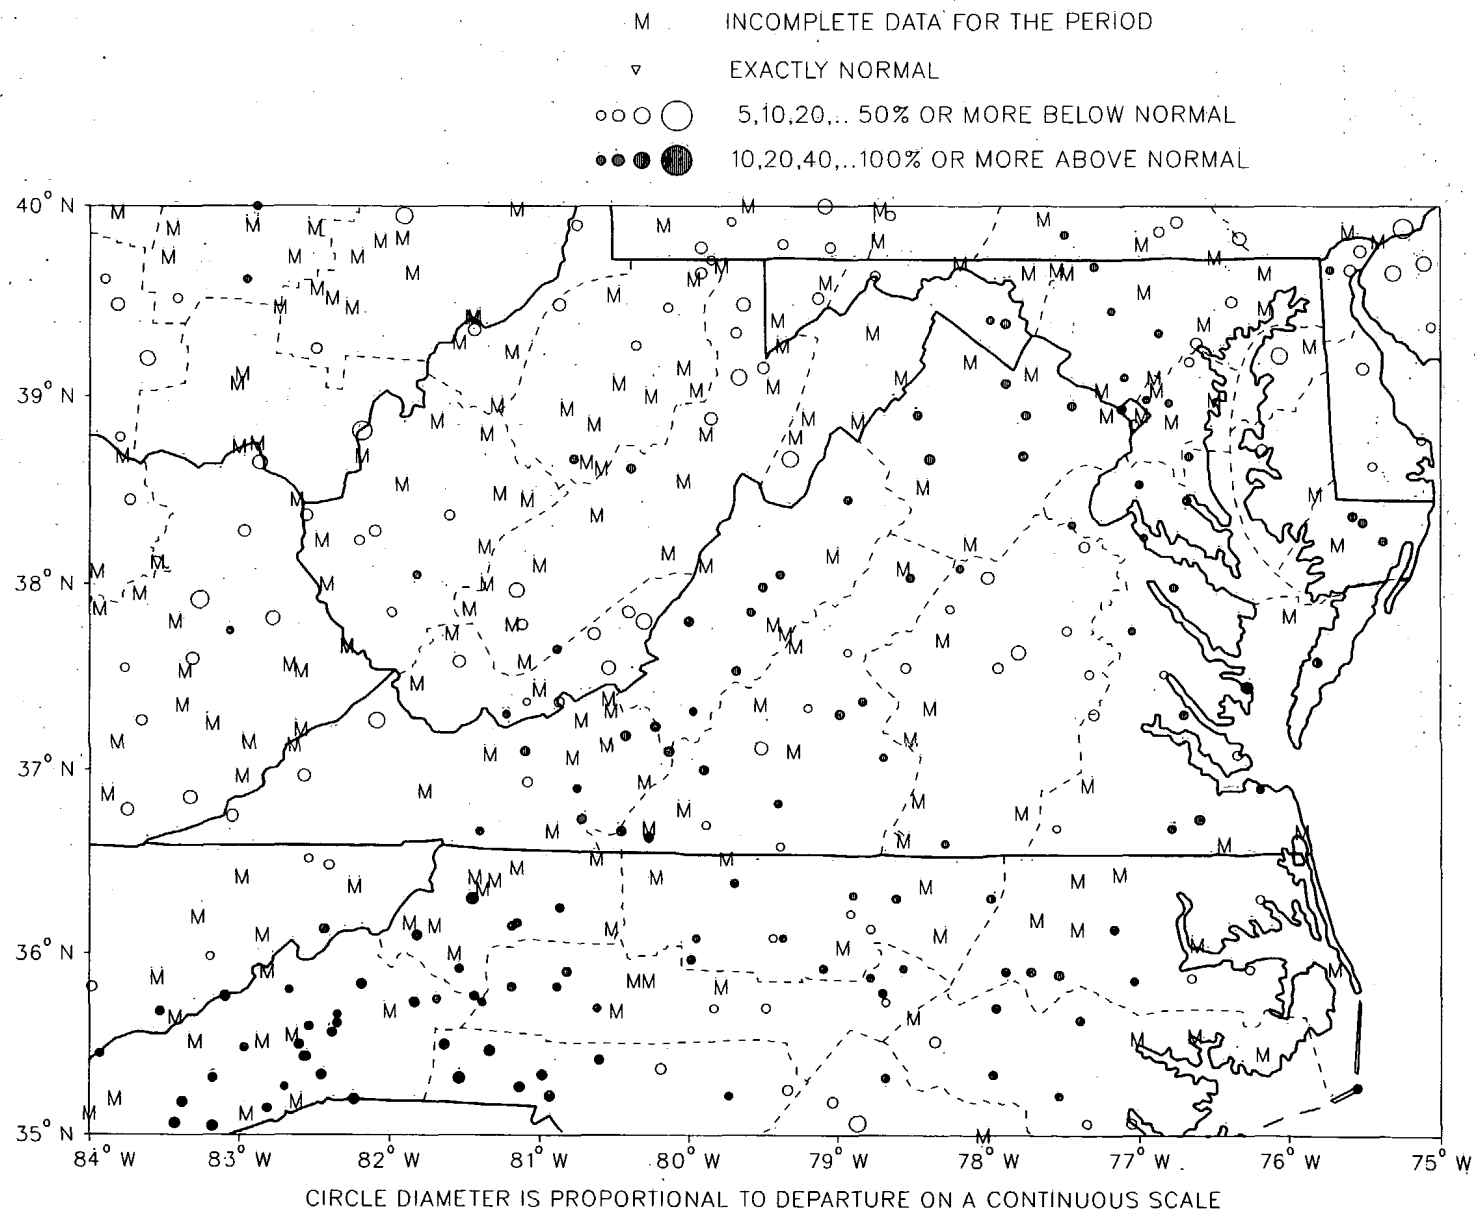 M INCOMPLETE DATA FOR THE PERIOD
EXACTLY NORMAL
5,10,20,.. 50% OR MORE BELOW NORMAL
10,20,40,..100% OR MORE ABOVE NORMAL
40° N
39° N
38° N
37° N
36° N
35° N
84° W 83° W 82° W 81° W 80° W 79° W 78° W 77° W 76° W 75° W
CIRCLE DIAMETER IS PROPORTIONAL TO DEPARTURE ON A CONTINUOUS SCALE